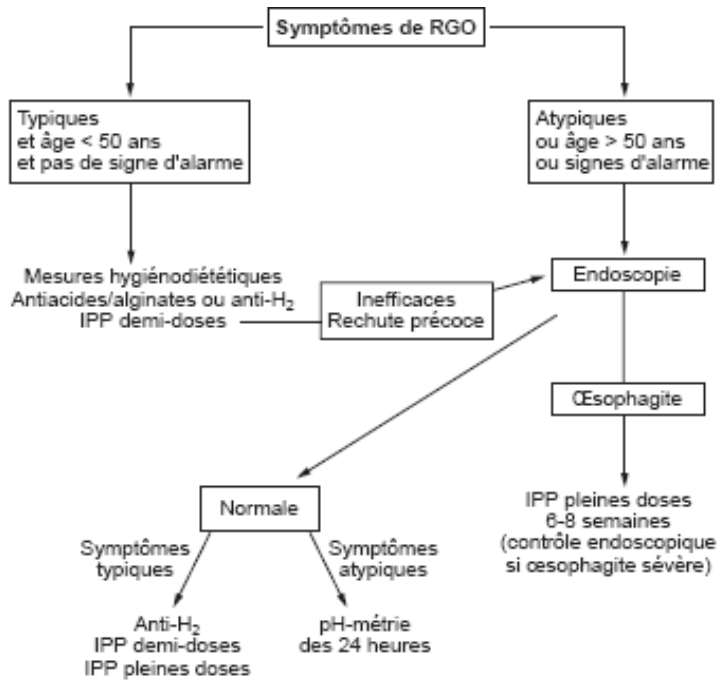 Symptômes de RGO
Typiques
et âge < 50 ans
et pas de signe d'alarme
Atypiques
ou âge > 50 ans
ou signes d'alarme
Mesures hygiénodiététiques
Antiacides/alginates ou anti-H₂
IPP demi-doses
Inefficaces
Rechute précoce
Endoscopie
Œsophagite
IPP pleines doses
6-8 semaines
(contrôle endoscopique
si œsophagite sévère)
Normale
Symptômes
typiques
Symptômes
atypiques
Anti-H₂
IPP demi-doses
IPP pleines doses
pH-métrie
des 24 heures